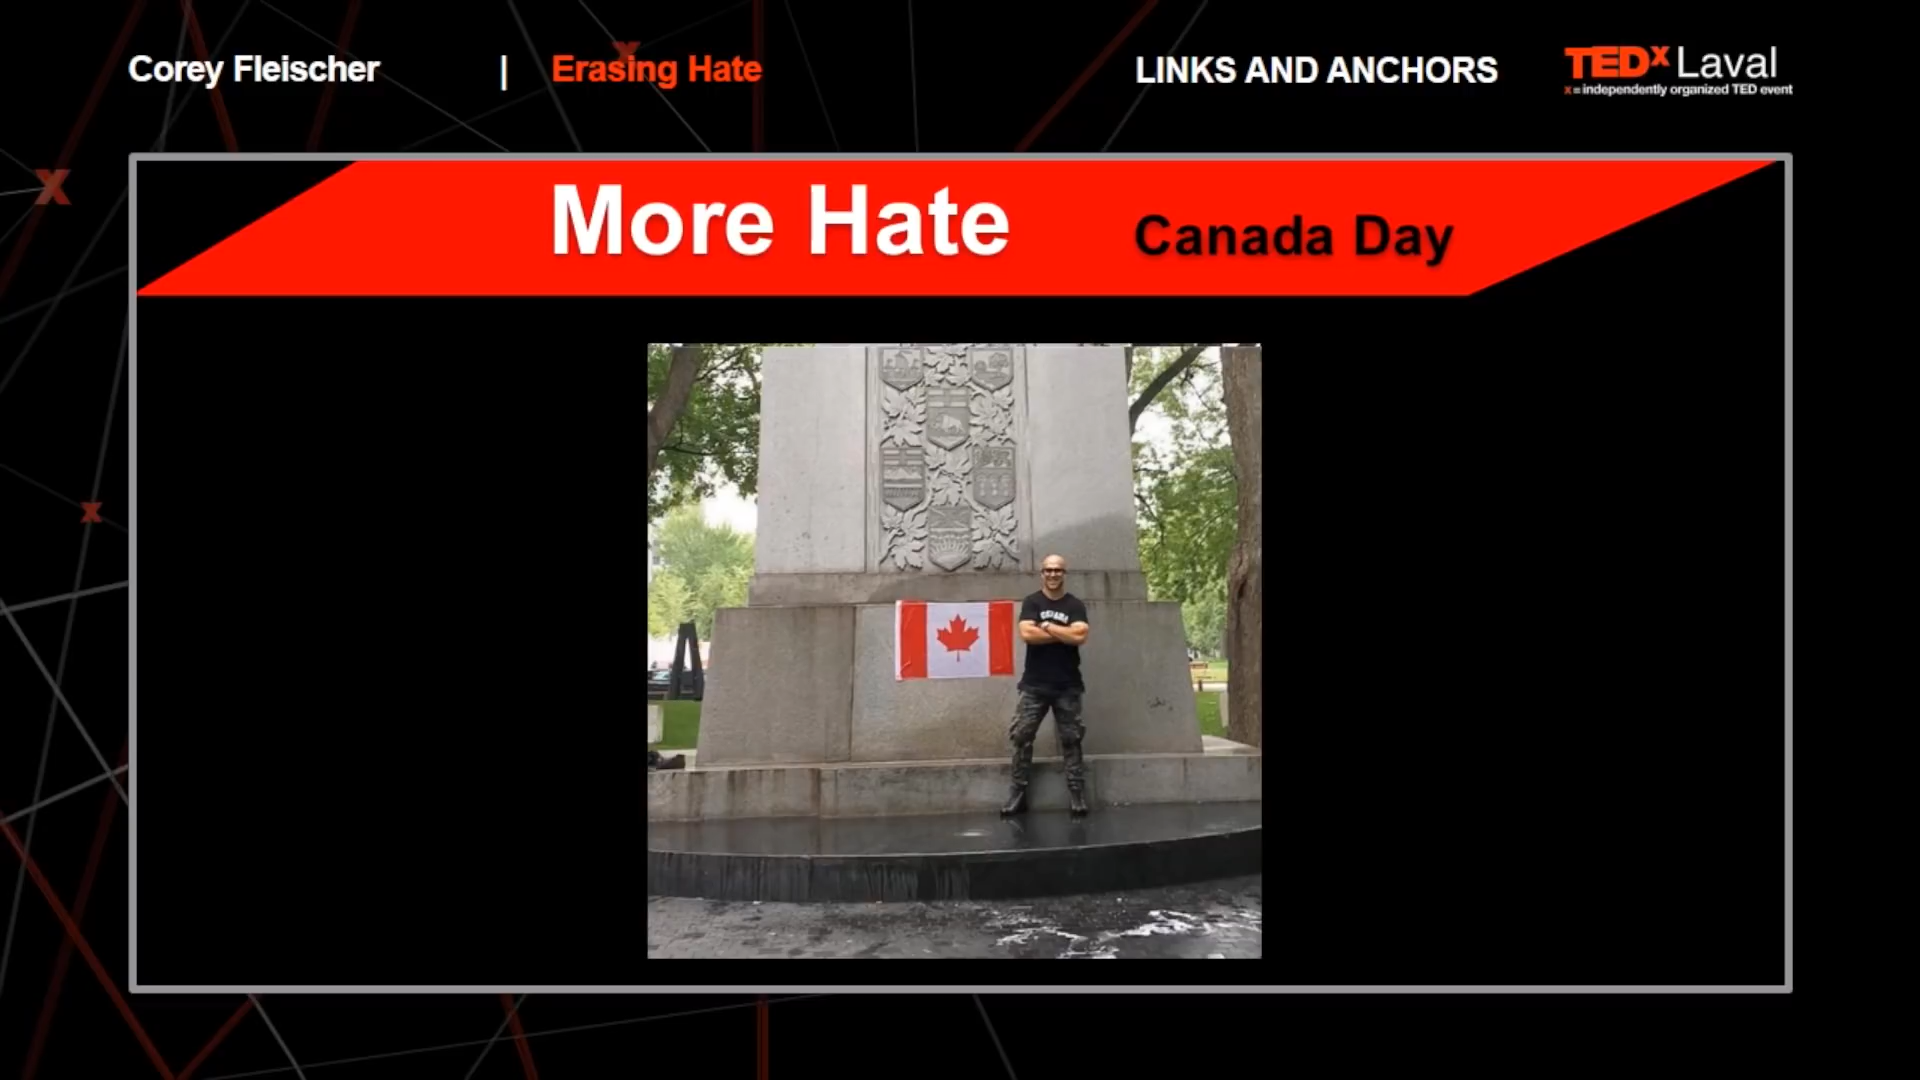 Corey Fleischer | Erasing Hate
LINKS AND ANCHORS
TEDx Laval
x = independently organized TED event
More Hate Canada Day